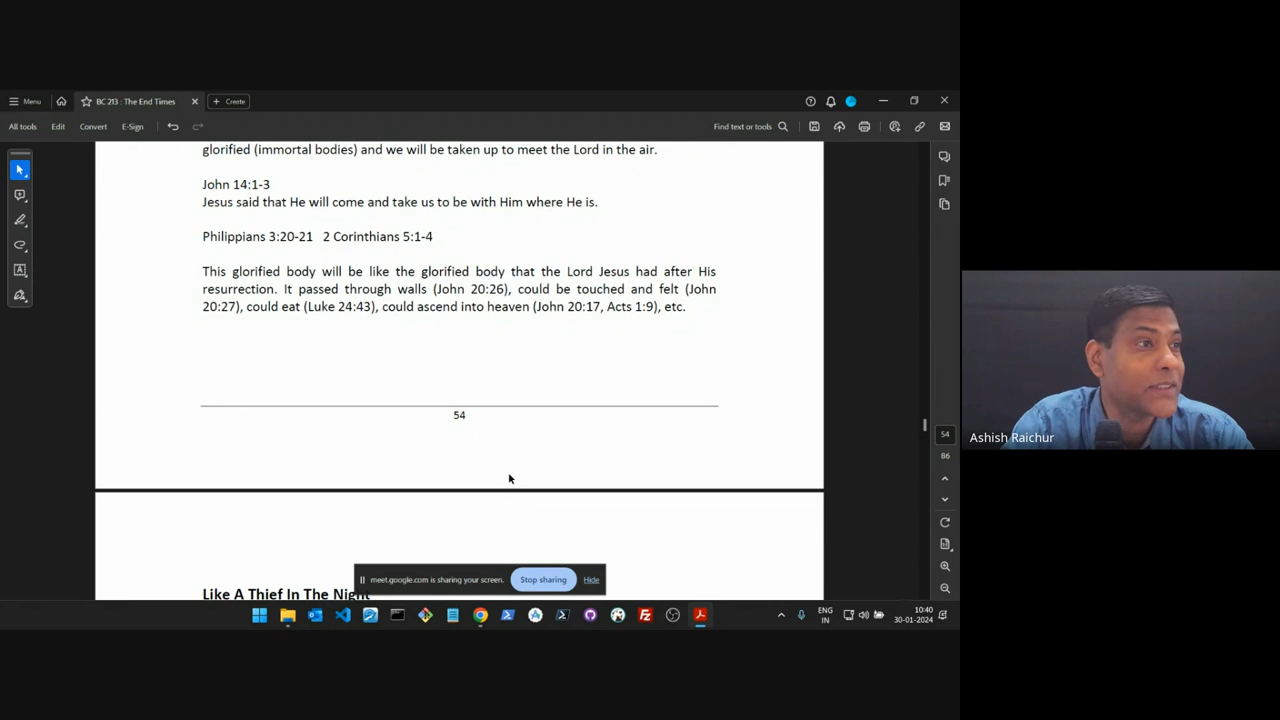 Menu
BC 213 : The End Times
Create
All tools
Edit
Convert
E-Sign
Find text or tools
glorified (immortal bodies) and we will be taken up to meet the Lord in the air.
John 14:1-3
Jesus said that He will come and take us to be with Him where He is.
Philippians 3:20-21   2 Corinthians 5:1-4
This glorified body will be like the glorified body that the Lord Jesus had after His
resurrection. It passed through walls (John 20:26), could be touched and felt (John
20:27), could eat (Luke 24:43), could ascend into heaven (John 20:17, Acts 1:9), etc.
54
Like A Thief In The Night
54
86
meet.google.com is sharing your screen.
Stop sharing
Hide
ENG
IN
10:40
30-01-2024
Ashish Raichur